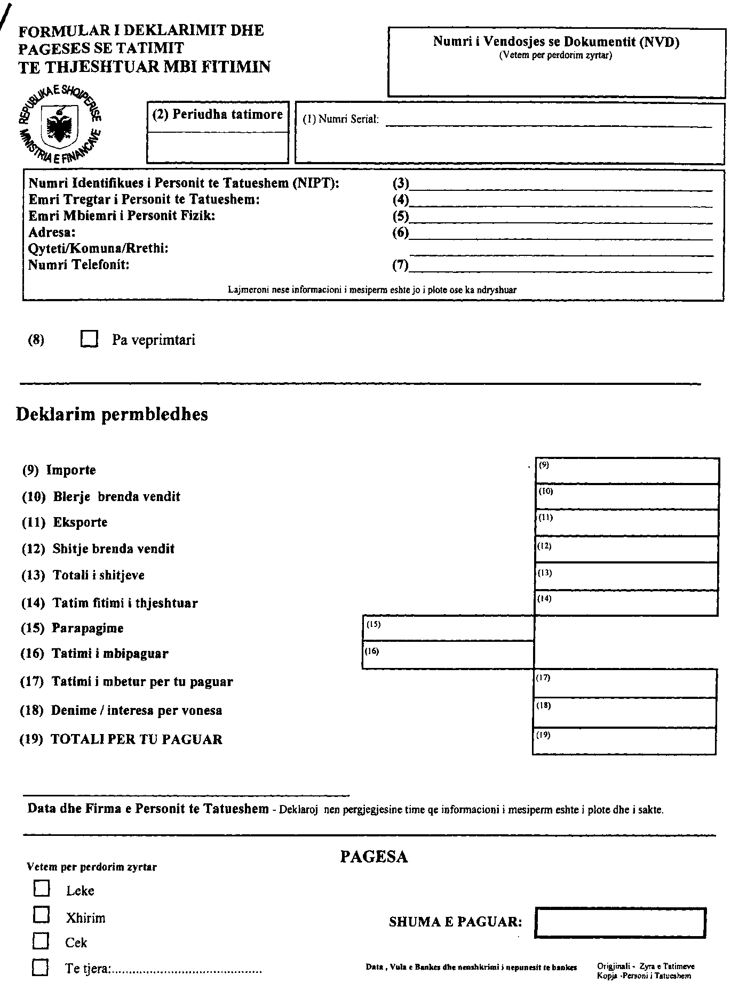 FORMULAR I DEKLARIMIT DHE
PAGESES SE TATIMIT
TE THJESHTUAR MBI FITIMIN
Numri i Vendosjes se Dokumentit (NVD)
(Vetem per perdorim zyrtar)
REPUBLIKA E SHQIPERISE
MINISTRIA E FINANCAVE
(2) Periudha tatimore
(1) Numri Serial:
Numri Identifikues i Personit te Tatueshem (NIPT): (3)
Emri Tregtar i Personit te Tatueshem: (4)
Emri Mbiemri i Personit Fizik: (5)
Adresa: (6)
Qyteti/Komuna/Rrethi:
Numri Telefonit: (7)
Lajmeroni nese informacioni i mesiperm eshte jo i plote ose ka ndryshuar
(8) Pa veprimtari
Deklarim permbledhes
(9) Importe (9)
(10) Blerje brenda vendit (10)
(11) Eksporte (11)
(12) Shitje brenda vendit (12)
(13) Totali i shitjeve (13)
(14) Tatim fitimi i thjeshtuar (14)
(15) Parapagime (15)
(16) Tatimi i mbipaguar (16)
(17) Tatimi i mbetur per tu paguar (17)
(18) Denime / interesa per vonesa (18)
(19) TOTALI PER TU PAGUAR (19)
Data dhe Firma e Personit te Tatueshem - Deklaroj nen pergjegjesine time qe informacioni i mesiperm eshte i plote dhe i sakte.
PAGESA
Vetem per perdorim zyrtar
Leke
Xhirim
SHUMA E PAGUAR:
Cek
Te tjera:............................................
Data , Vula e Bankes dhe nenshkrimi i nepunesit te bankes
Origjinali - Zyra e Tatimeve
Kopja -Personi i Tatueshem